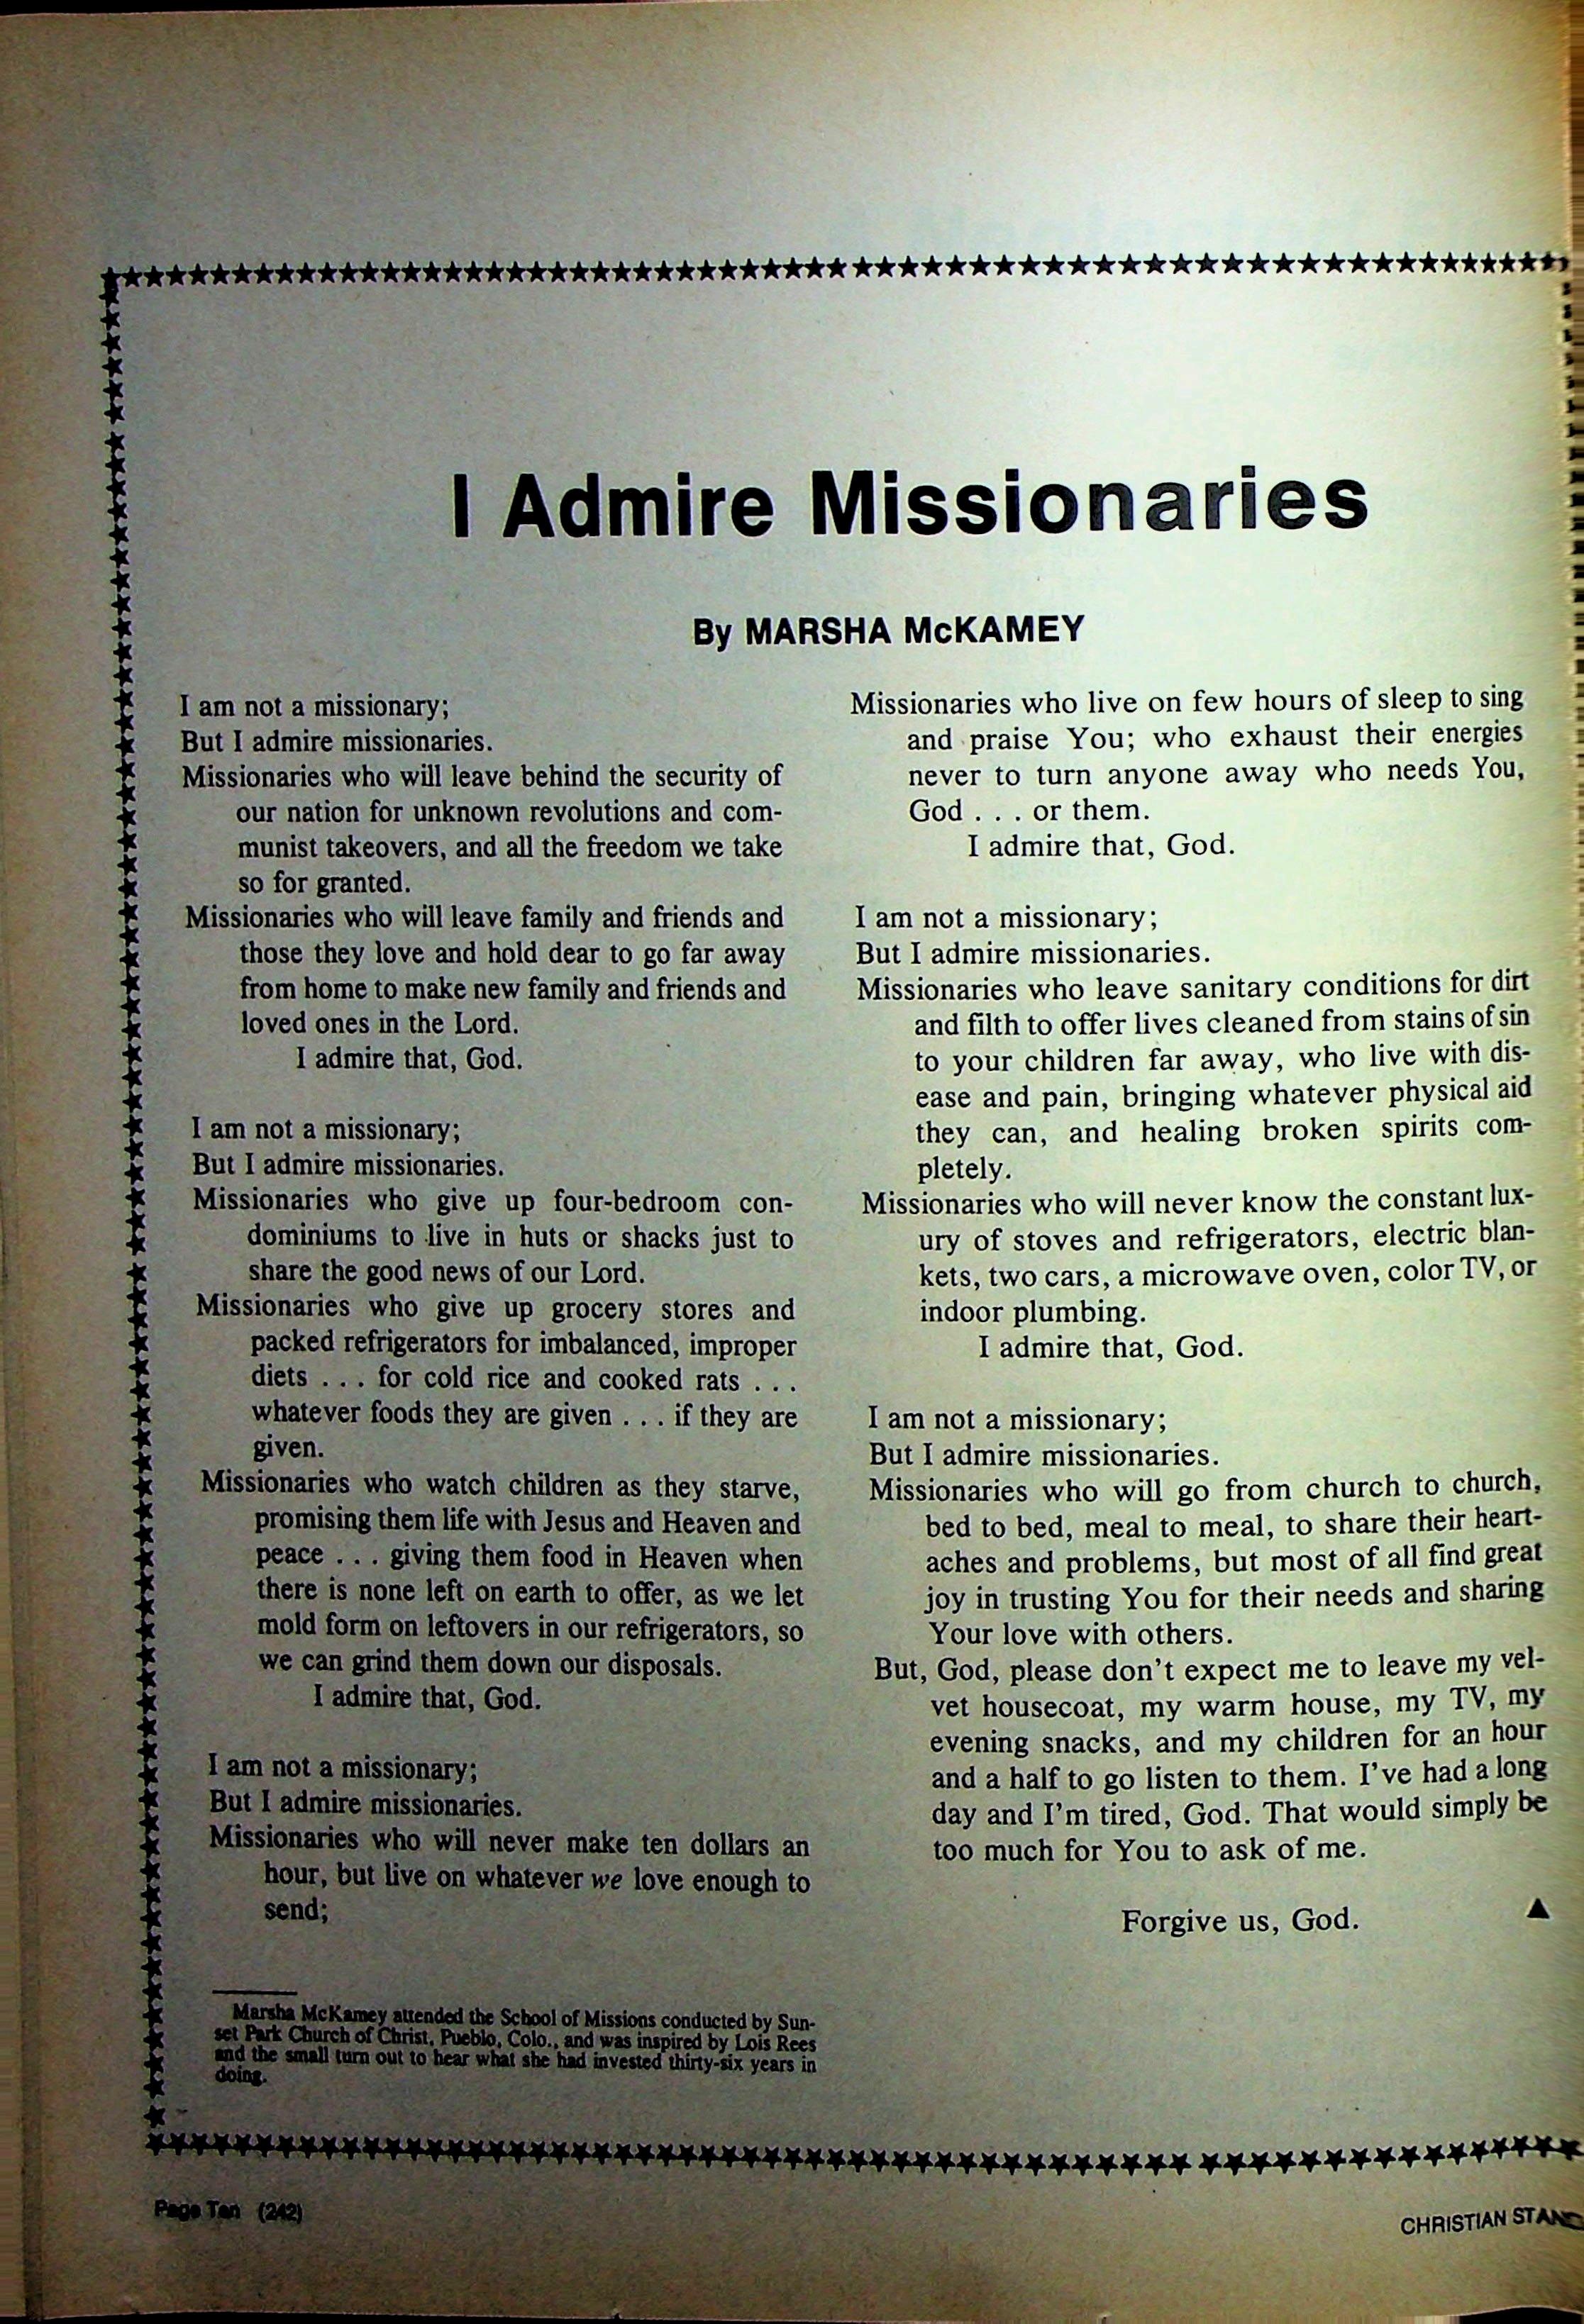 I Admire Missionaries
By MARSHA McKAMEY
I am not a missionary;
But I admire missionaries.
Missionaries who will leave behind the security of
our nation for unknown revolutions and com-
munist takeovers, and all the freedom we take
so for granted.
Missionaries who will leave family and friends and
those they love and hold dear to go far away
from home to make new family and friends and
loved ones in the Lord.
I admire that, God.
I am not a missionary;
But I admire missionaries.
Missionaries who give up four-bedroom con-
dominiums to live in huts or shacks just to
share the good news of our Lord.
Missionaries who give up grocery stores and
packed refrigerators for imbalanced, improper
diets . . . for cold rice and cooked rats . . .
whatever foods they are given . . . if they are
given.
Missionaries who watch children as they starve,
promising them life with Jesus and Heaven and
peace . . . giving them food in Heaven when
there is none left on earth to offer, as we let
mold form on leftovers in our refrigerators, so
we can grind them down our disposals.
I admire that, God.
I am not a missionary;
But I admire missionaries.
Missionaries who will never make ten dollars an
hour, but live on whatever we love enough to
send;
Marsha McKamey attended the School of Missions conducted by Sun-
set Park Church of Christ, Pueblo, Colo., and was inspired by Lois Rees
and the small turn out to hear what she had invested thirty-six years in
doing.
Missionaries who live on few hours of sleep to sing
and praise You; who exhaust their energies
never to turn anyone away who needs You,
God . . . or them.
I admire that, God.
I am not a missionary;
But I admire missionaries.
Missionaries who leave sanitary conditions for dirt
and filth to offer lives cleaned from stains of sin
to your children far away, who live with dis-
ease and pain, bringing whatever physical aid
they can, and healing broken spirits com-
pletely.
Missionaries who will never know the constant lux-
ury of stoves and refrigerators, electric blan-
kets, two cars, a microwave oven, color TV, or
indoor plumbing.
I admire that, God.
I am not a missionary;
But I admire missionaries.
Missionaries who will go from church to church,
bed to bed, meal to meal, to share their heart-
aches and problems, but most of all find great
joy in trusting You for their needs and sharing
Your love with others.
But, God, please don't expect me to leave my vel-
vet housecoat, my warm house, my TV, my
evening snacks, and my children for an hour
and a half to go listen to them. I've had a long
day and I'm tired, God. That would simply be
too much for You to ask of me.
Forgive us, God.
Page Ten (242)
CHRISTIAN STAND